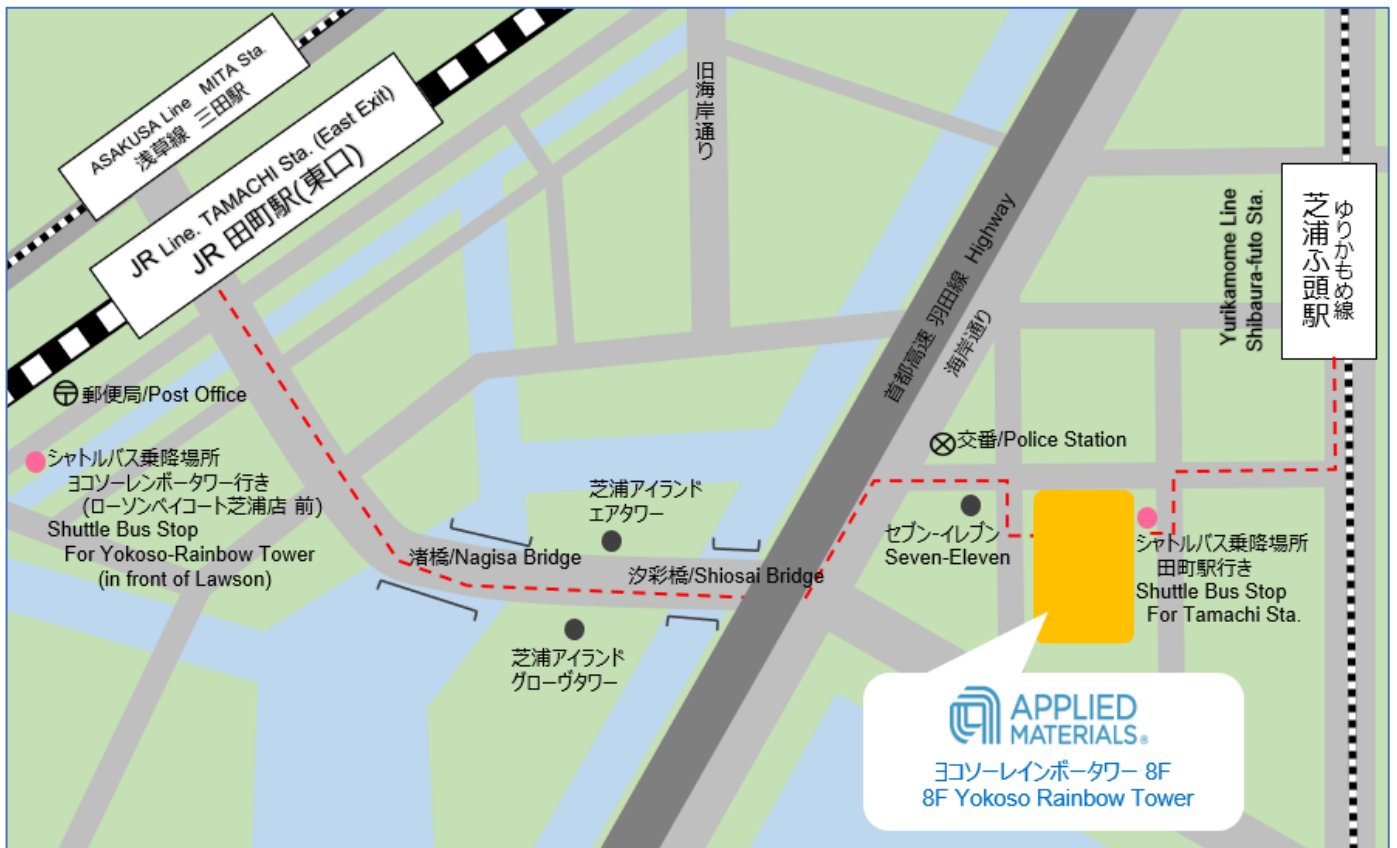 ASAKUSA Line MITA Sta.
浅草線 三田駅
JR Line. TAMACHI Sta. (East Exit)
JR 田町駅(東口)
旧海岸通り
首都高速 羽田線 Highway
海岸通り
Yurikamome Line
Shibaura-futo Sta.
ゆりかもめ線
芝浦ふ頭駅
郵便局/Post Office
シャトルバス乗降場所
ヨコソーレンボータワー行き
(ローソンベイコート芝浦店 前)
Shuttle Bus Stop
For Yokoso-Rainbow Tower
(in front of Lawson)
渚橋/Nagisa Bridge
芝浦アイランド
エアタワー
汐彩橋/Shiosai Bridge
芝浦アイランド
グローヴタワー
交番/Police Station
セブン-イレブン
Seven-Eleven
シャトルバス乗降場所
田町駅行き
Shuttle Bus Stop
For Tamachi Sta.
APPLIED
MATERIALS®
ヨコソーレインボータワー 8F
8F Yokoso Rainbow Tower